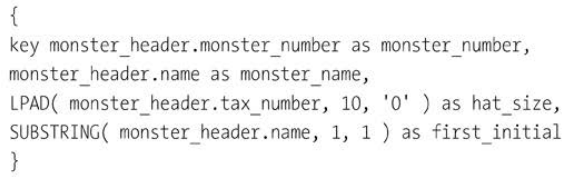 {
key monster_header.monster_number as monster_number,
monster_header.name as monster_name,
LPAD( monster_header.tax_number, 10, '0' ) as hat_size,
SUBSTRING( monster_header.name, 1, 1 ) as first_initial
}